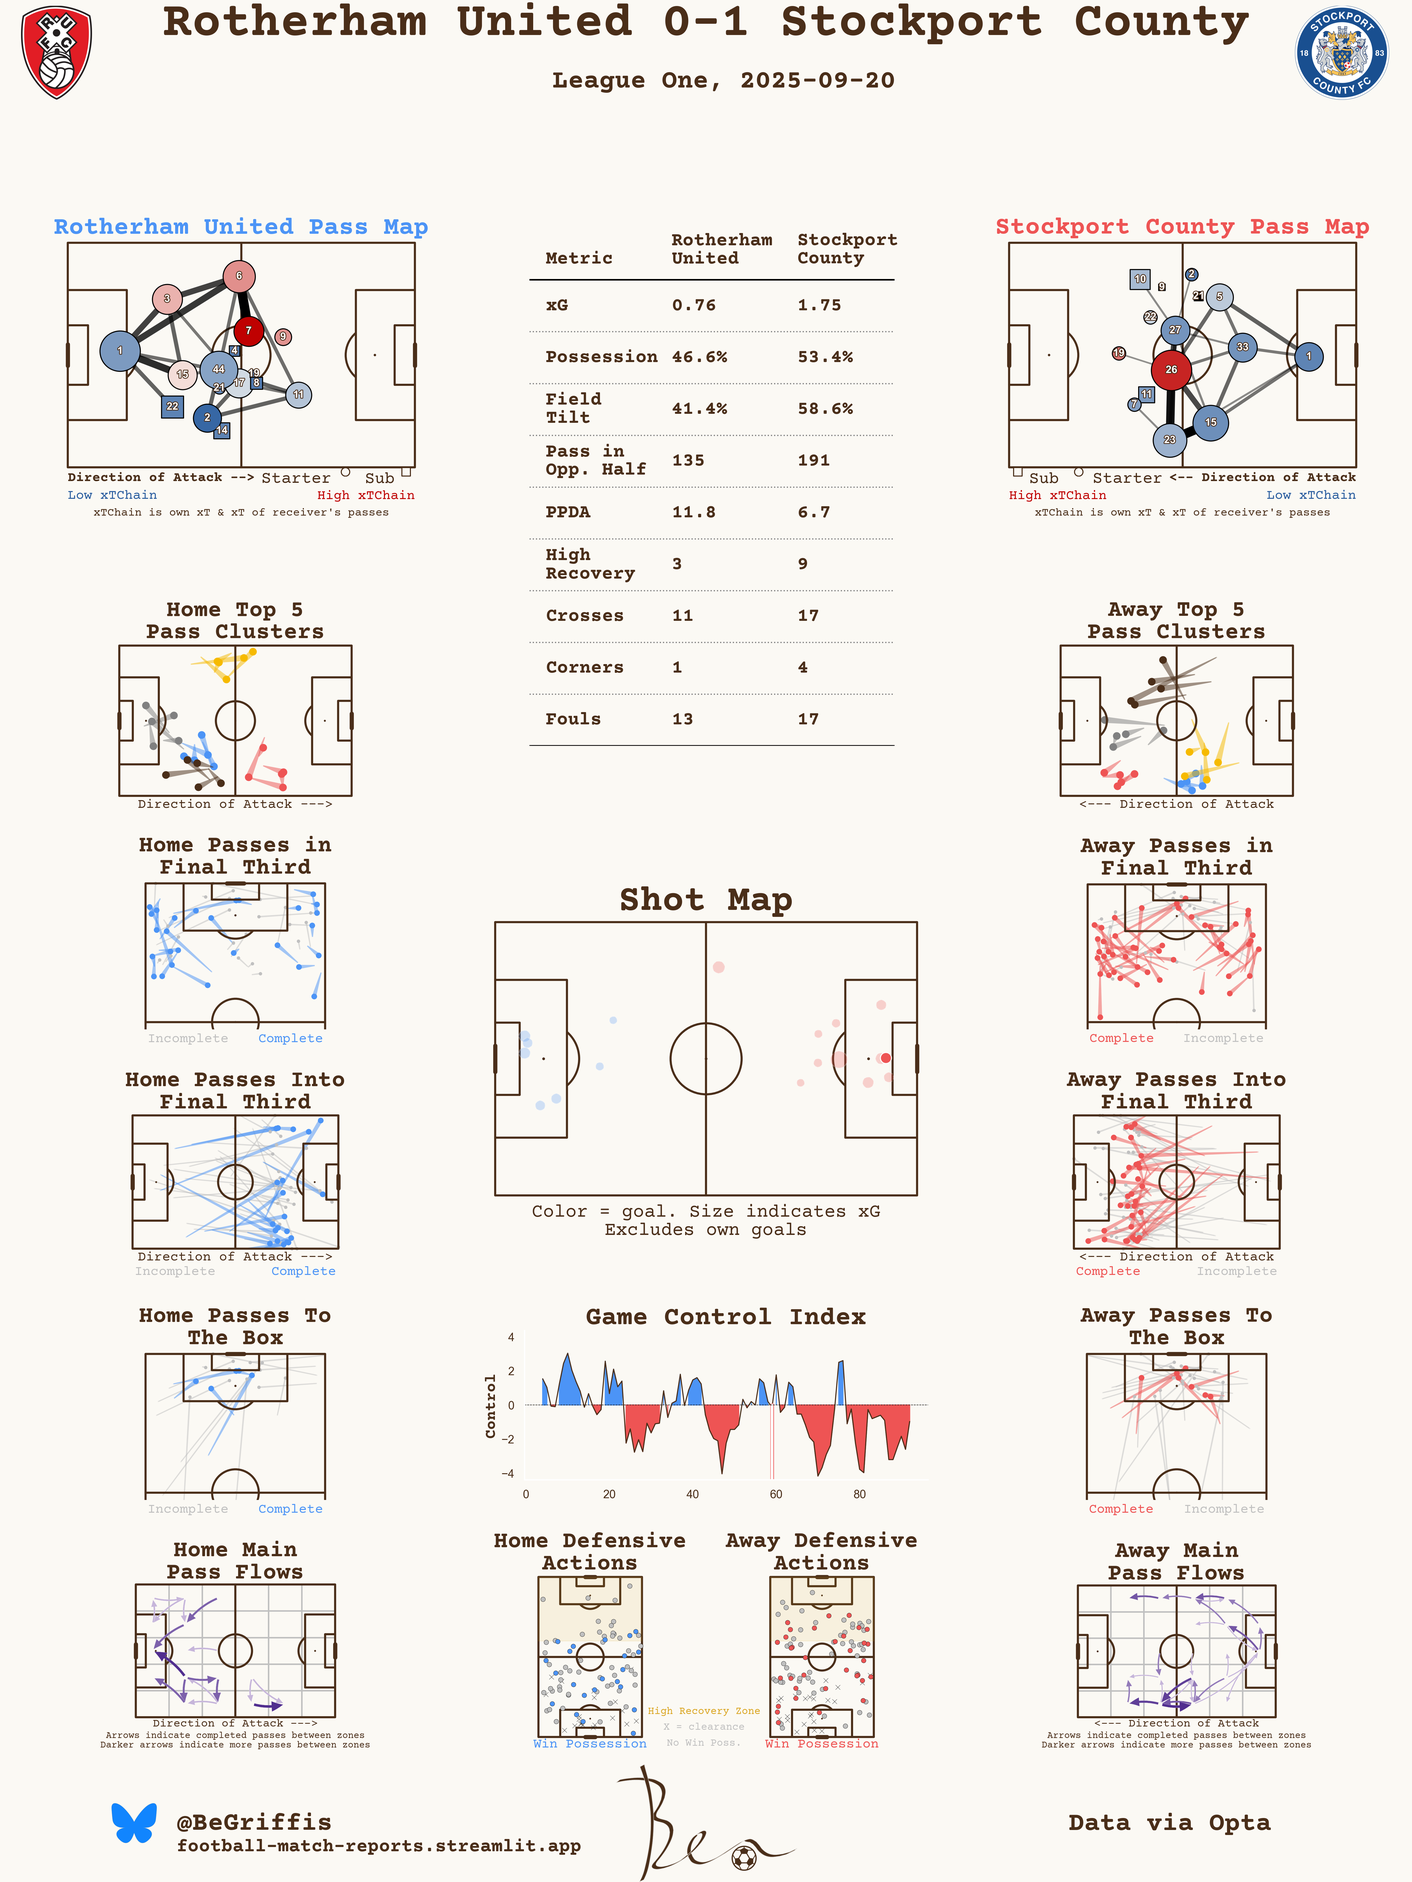 Rotherham United 0-1 Stockport County
League One, 2025-09-20
STOCKPORT
18 83
COUNTY FC
R U F C
Rotherham United Pass Map
6
3
7
9
1
4
15
44
19
17
8
21
11
22
2
14
Direction of Attack --> Starter Sub
Low xTChain High xTChain
xTChain is own xT & xT of receiver's passes
Metric Rotherham United Stockport County
xG 0.76 1.75
Possession 46.6% 53.4%
Field Tilt 41.4% 58.6%
Pass in Opp. Half 135 191
PPDA 11.8 6.7
High Recovery 3 9
Crosses 11 17
Corners 1 4
Fouls 13 17
Stockport County Pass Map
10
9
2
21
5
22
27
33
19
1
26
11
7
15
23
Sub Starter <-- Direction of Attack
High xTChain Low xTChain
xTChain is own xT & xT of receiver's passes
Home Top 5
Pass Clusters
Direction of Attack --->
Away Top 5
Pass Clusters
<--- Direction of Attack
Home Passes in
Final Third
Incomplete Complete
Away Passes in
Final Third
Complete Incomplete
Shot Map
Color = goal. Size indicates xG
Excludes own goals
Home Passes Into
Final Third
Direction of Attack --->
Incomplete Complete
Away Passes Into
Final Third
<--- Direction of Attack
Complete Incomplete
Home Passes To
The Box
Incomplete Complete
Game Control Index
Control
4
2
0
−2
−4
0 20 40 60 80
Away Passes To
The Box
Complete Incomplete
Home Main
Pass Flows
Direction of Attack --->
Arrows indicate completed passes between zones
Darker arrows indicate more passes between zones
Home Defensive
Actions
Win Possession
High Recovery Zone
X = clearance
No Win Poss.
Away Defensive
Actions
Win Possession
Away Main
Pass Flows
<--- Direction of Attack
Arrows indicate completed passes between zones
Darker arrows indicate more passes between zones
@BeGriffis
football-match-reports.streamlit.app
Ben
Data via Opta